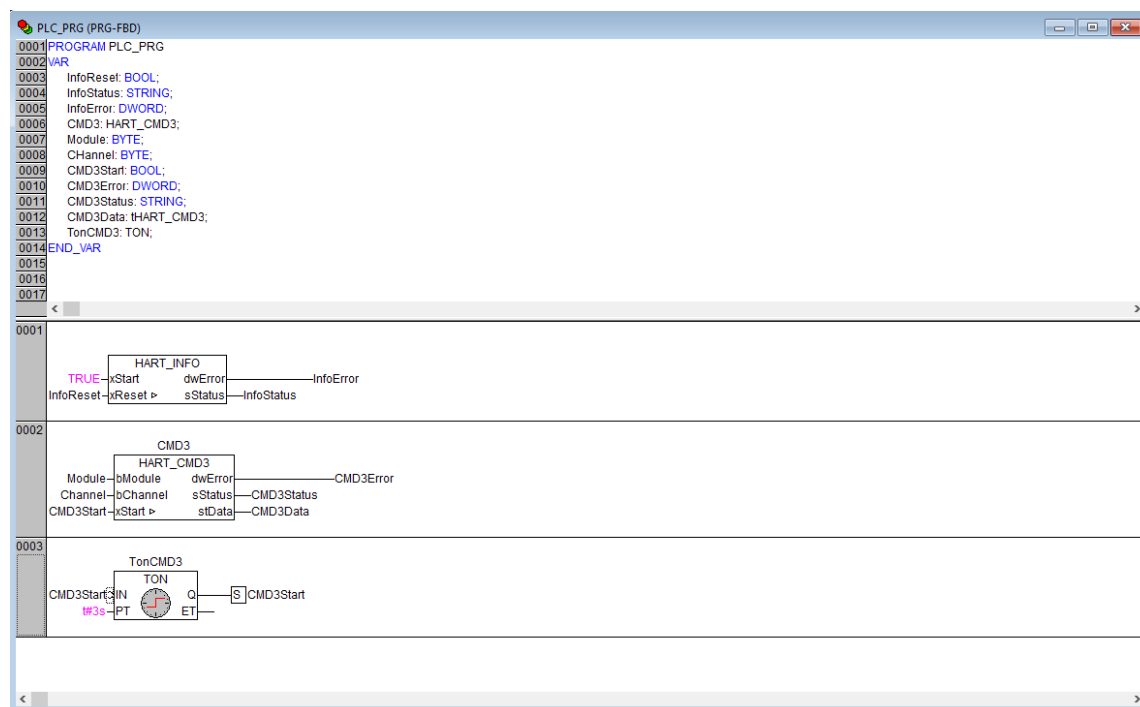 PLC_PRG (PRG-FBD)
0001 PROGRAM PLC_PRG
0002 VAR
0003 InfoReset: BOOL;
0004 InfoStatus: STRING;
0005 InfoError: DWORD;
0006 CMD3: HART_CMD3;
0007 Module: BYTE;
0008 CHannel: BYTE;
0009 CMD3Start: BOOL;
0010 CMD3Error: DWORD;
0011 CMD3Status: STRING;
0012 CMD3Data: tHART_CMD3;
0013 TonCMD3: TON;
0014 END_VAR
0015
0016
0017
0001
HART_INFO
TRUE xStart dwError InfoError
InfoReset xReset ▷ sStatus InfoStatus
0002
CMD3
HART_CMD3
Module bModule dwError CMD3Error
Channel bChannel sStatus CMD3Status
CMD3Start xStart ▷ stData CMD3Data
0003
TonCMD3
TON
CMD3Start IN Q S CMD3Start
t#3s PT ET